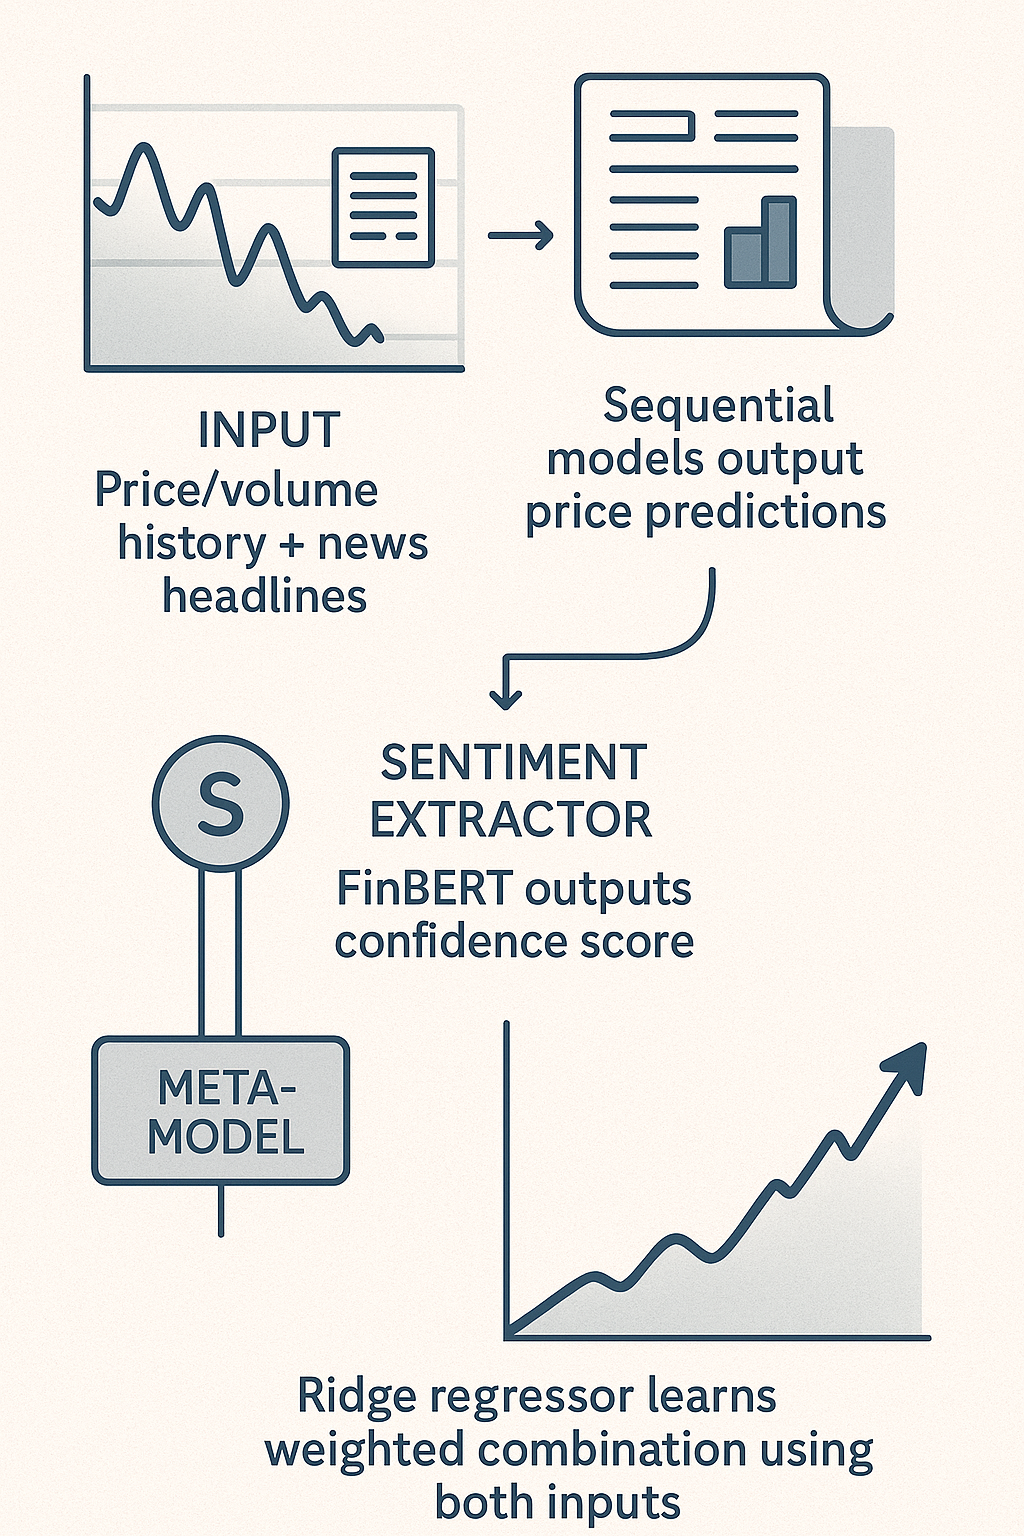 INPUT
Price/volume
history + news
headlines
Sequential
models output
price predictions
S
SENTIMENT
EXTRACTOR
FinBERT outputs
confidence score
META-
MODEL
Ridge regressor learns
weighted combination using
both inputs